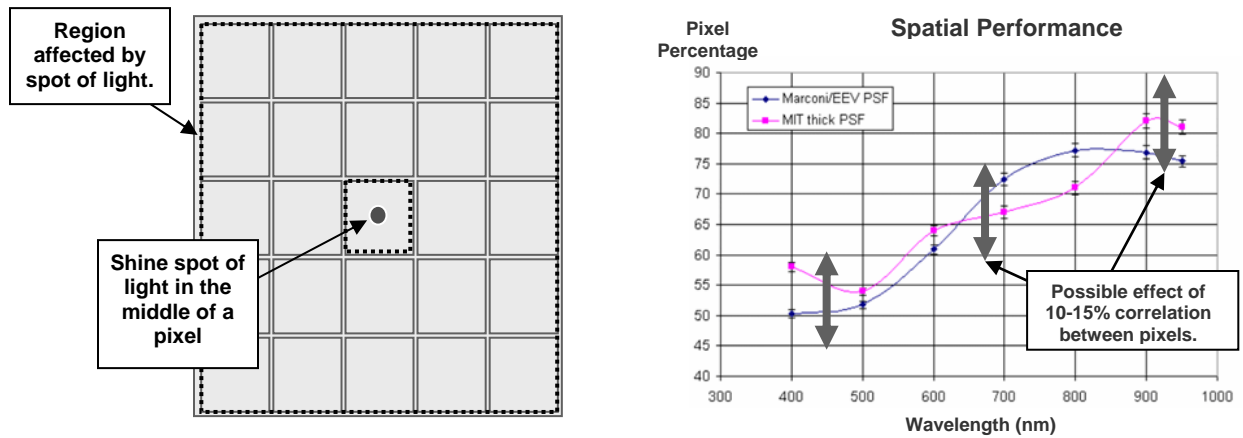 Region
affected by
spot of light.
Shine spot of
light in the
middle of a
pixel
Pixel
Percentage
Spatial Performance
90
85
80
75
70
65
60
55
50
45
40
Marconi/EEV PSF
MIT thick PSF
Possible effect of
10-15% correlation
between pixels.
300 400 500 600 700 800 900 1000
Wavelength (nm)